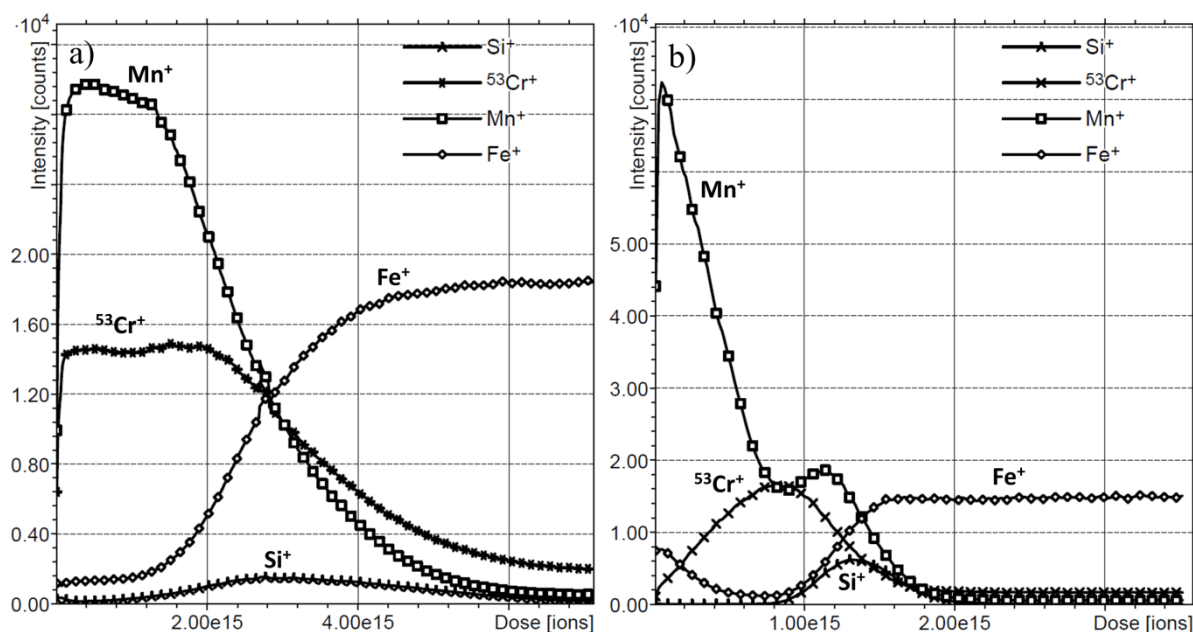 ·10⁴
a)
Intensity [counts]
2.00
1.60
1.20
0.80
0.40
0.00
2.00e15
4.00e15
Dose [ions]
Si⁺
⁵³Cr⁺
Mn⁺
Fe⁺
Mn⁺
⁵³Cr⁺
Fe⁺
Si⁺
·10⁴
b)
Intensity [counts]
5.00
4.00
3.00
2.00
1.00
0.00
1.00e15
2.00e15
Dose [ions]
Si⁺
⁵³Cr⁺
Mn⁺
Fe⁺
Mn⁺
⁵³Cr⁺
Fe⁺
Si⁺